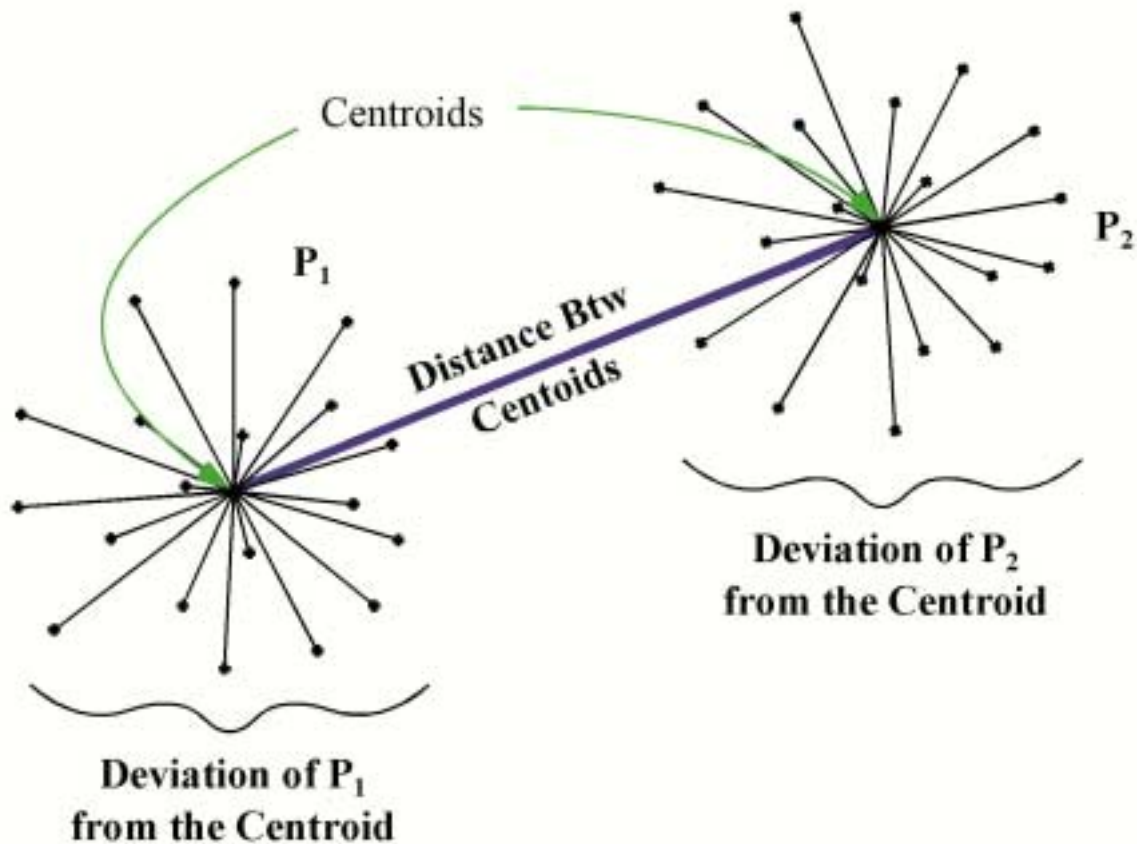 Centroids
P₁
P₂
Distance Btw
Centoids
Deviation of P₂
from the Centroid
Deviation of P₁
from the Centroid